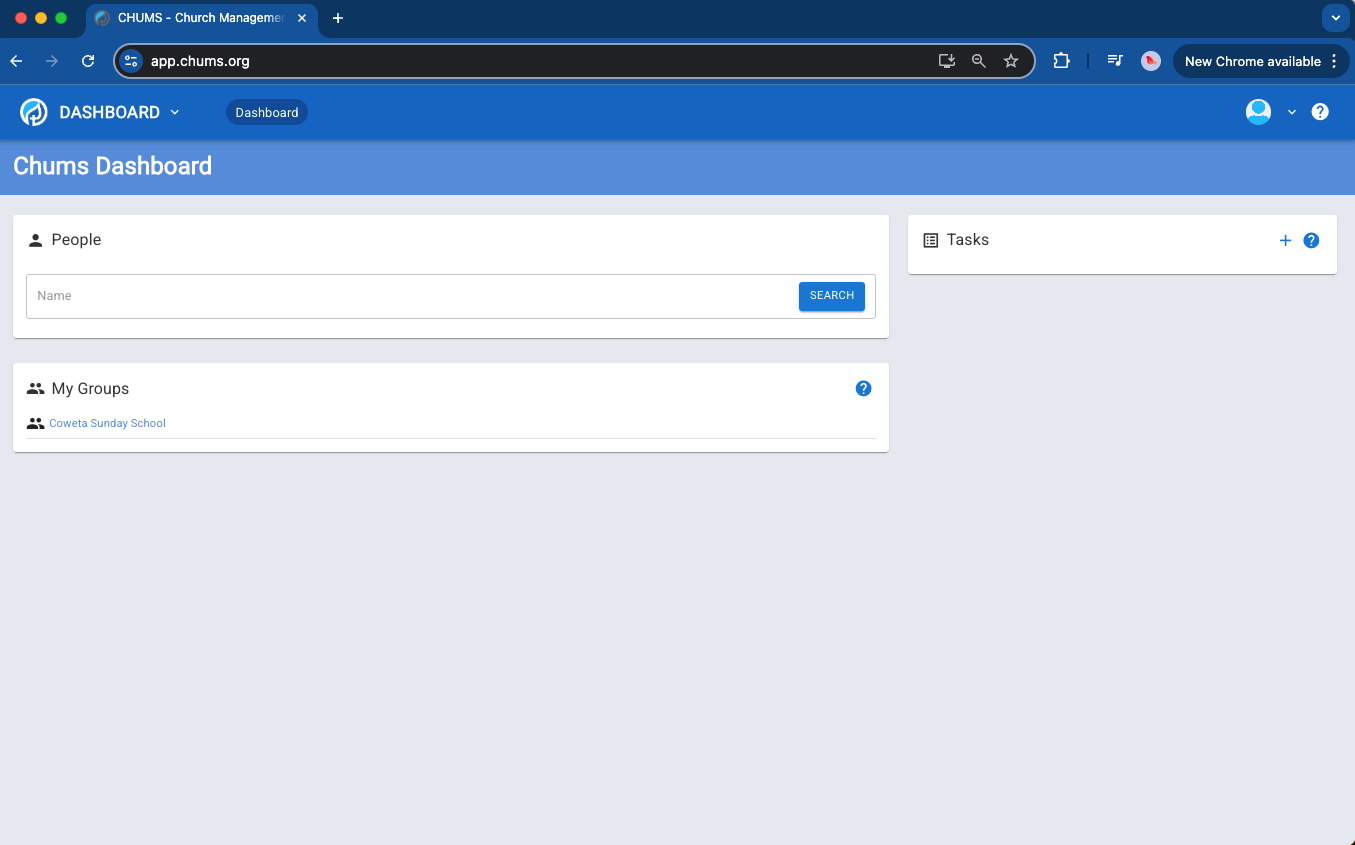 CHUMS - Church Managemen
app.chums.org
New Chrome available
DASHBOARD
Dashboard
Chums Dashboard
People
Name
SEARCH
My Groups
Coweta Sunday School
Tasks